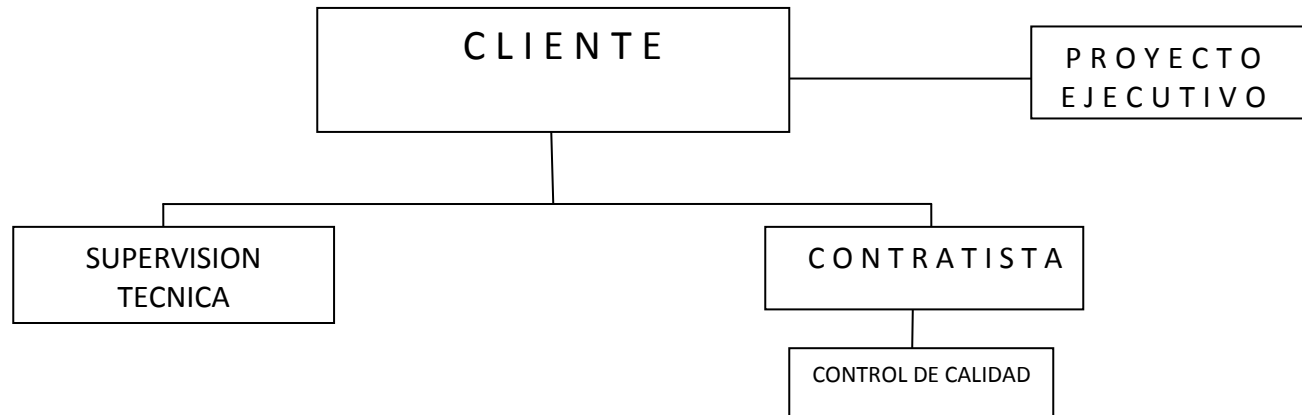 C L I E N T E
P R O Y E C T O
E J E C U T I V O
SUPERVISION
TECNICA
C O N T R A T I S T A
CONTROL DE CALIDAD